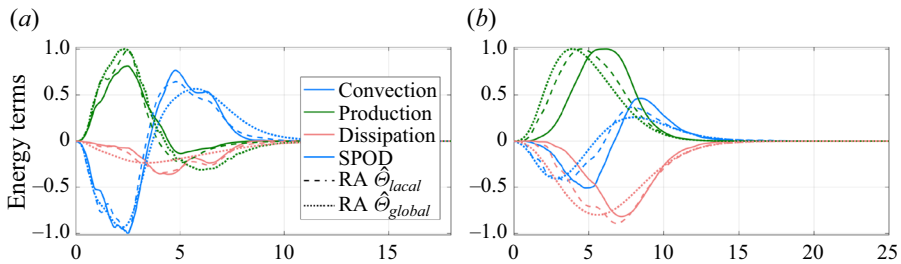 (a)
(b)
Energy terms
1.0
0.5
0
−0.5
−1.0
0
5
10
15
Convection
Production
Dissipation
SPOD
RA Θ̂lacal
RA Θ̂global
1.0
0.5
0
−0.5
−1.0
0
5
10
15
20
25